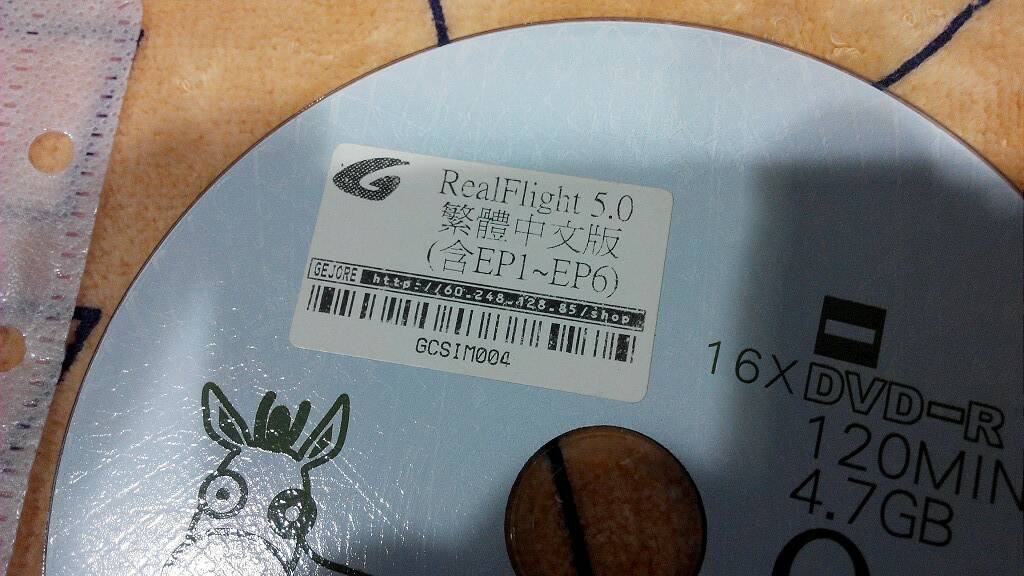 G
RealFlight 5.0
繁體中文版
(含EP1~EP6)
GEJORE http://60.248.128.85/shop
GCSIM004
16X DVD-R
120MIN
4.7GB